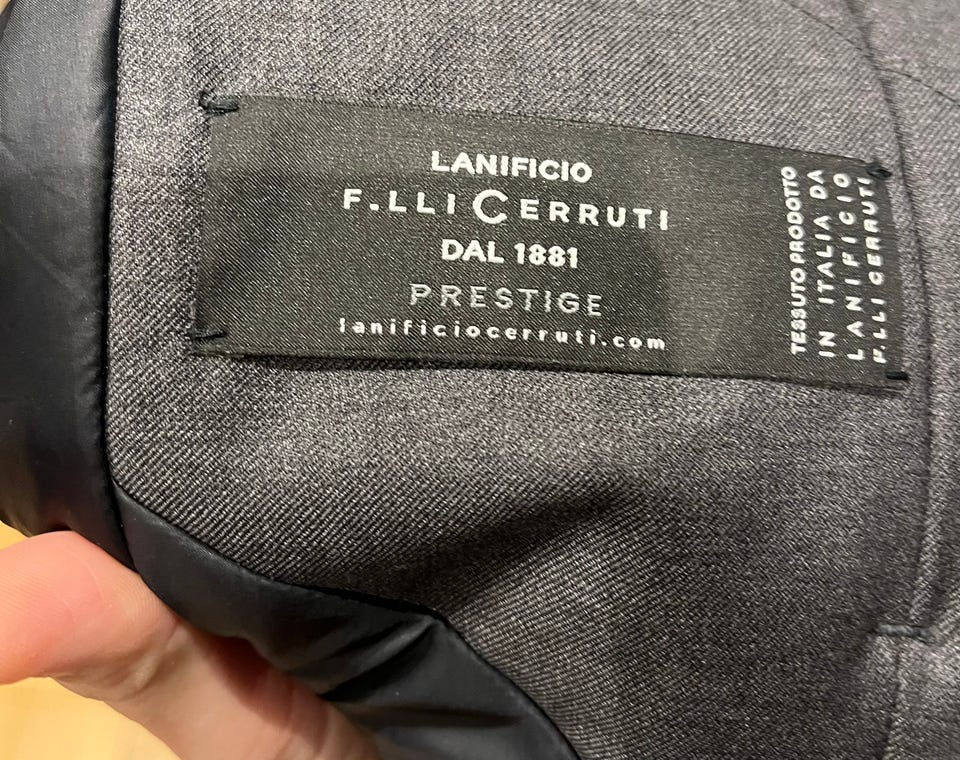 LANIFICIO
F.LLI CERRUTI
DAL 1881
PRESTIGE
lanificiocerruti.com
TESSUTO PRODOTTO
IN ITALIA DA
LANIFICIO
F.LLI CERRUTI